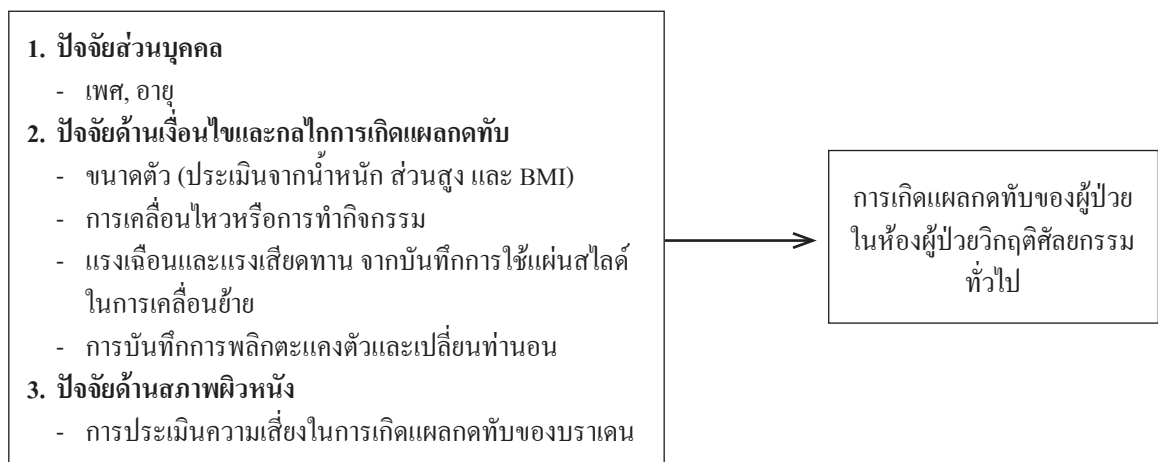 1. ปัจจัยส่วนบุคคล
- เพศ, อายุ
2. ปัจจัยด้านเงื่อนไขและกลไกการเกิดแผลกดทับ
- ขนาดตัว (ประเมินจากน้ำหนัก ส่วนสูง และ BMI)
- การเคลื่อนไหวหรือการทำกิจกรรม
- แรงเฉือนและแรงเสียดทาน จากบันทึกการใช้แผ่นสไลด์
ในการเคลื่อนย้าย
- การบันทึกการพลิกตะแคงตัวและเปลี่ยนท่านอน
3. ปัจจัยด้านสภาพผิวหนัง
- การประเมินความเสี่ยงในการเกิดแผลกดทับของบราเดน
การเกิดแผลกดทับของผู้ป่วย
ในห้องผู้ป่วยวิกฤติศัลยกรรม
ทั่วไป